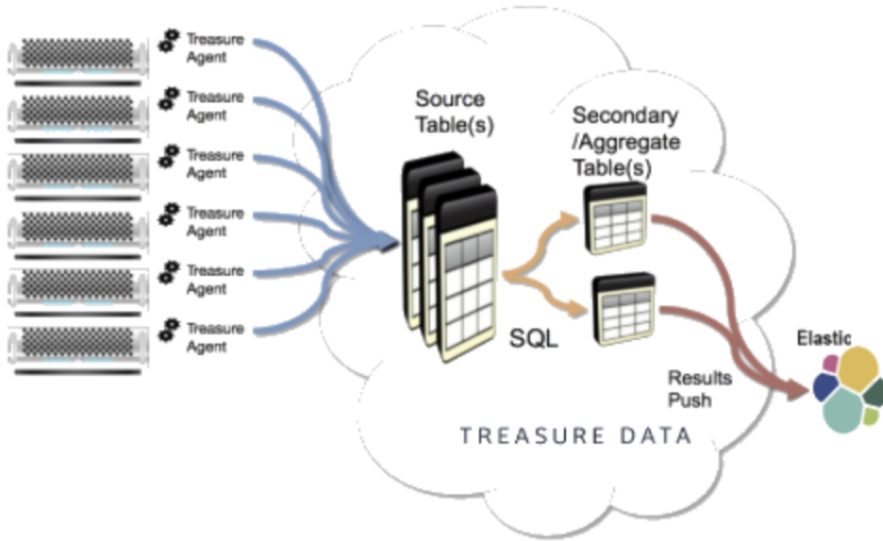 Treasure
Agent
Treasure
Agent
Treasure
Agent
Treasure
Agent
Treasure
Agent
Treasure
Agent
Source
Table(s)
Secondary
/Aggregate
Table(s)
SQL
Results
Push
Elastic
TREASURE DATA